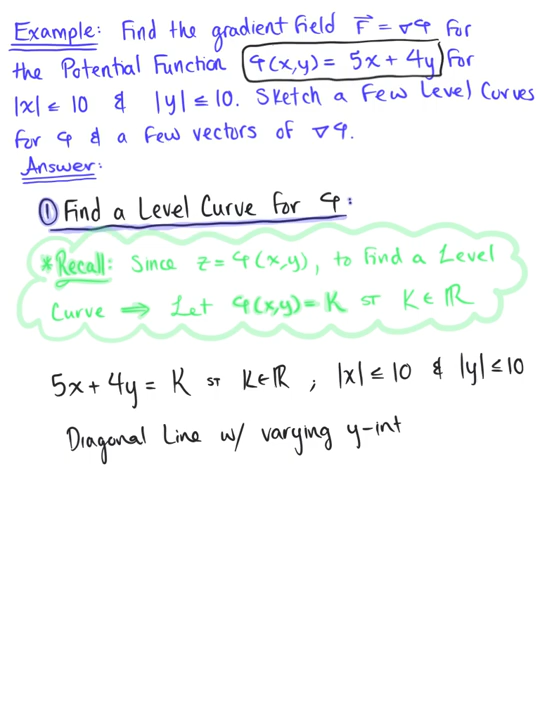 Example: Find the gradient Field F⃗ = ∇φ For
the Potential Function φ(x,y) = 5x + 4y For
|x| ≤ 10 & |y| ≤ 10. Sketch a Few Level Curves
For φ & a few vectors of ∇φ.
Answer:
① Find a Level Curve For φ:
* Recall: Since z = φ(x,y), to Find a Level
Curve ⇒ Let φ(x,y) = K ST K ∈ ℝ
5x + 4y = K ST K ∈ ℝ ; |x| ≤ 10 & |y| ≤ 10
Diagonal Line w/ varying y-int